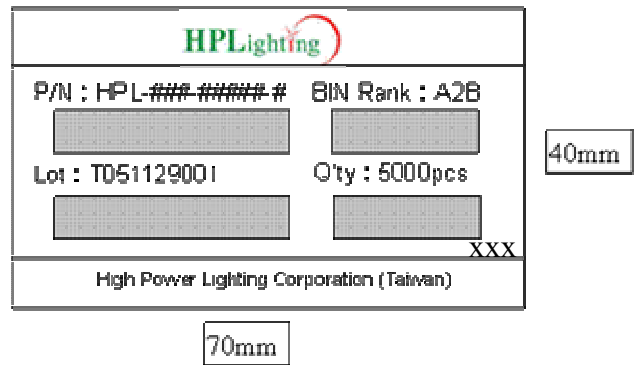 HPLighting
P/N : HPL-###-#####-# BIN Rank : A2B
40mm
Lot : T051129001 Q'ty : 5000pcs
XXX
High Power Lighting Corporation (Taiwan)
70mm